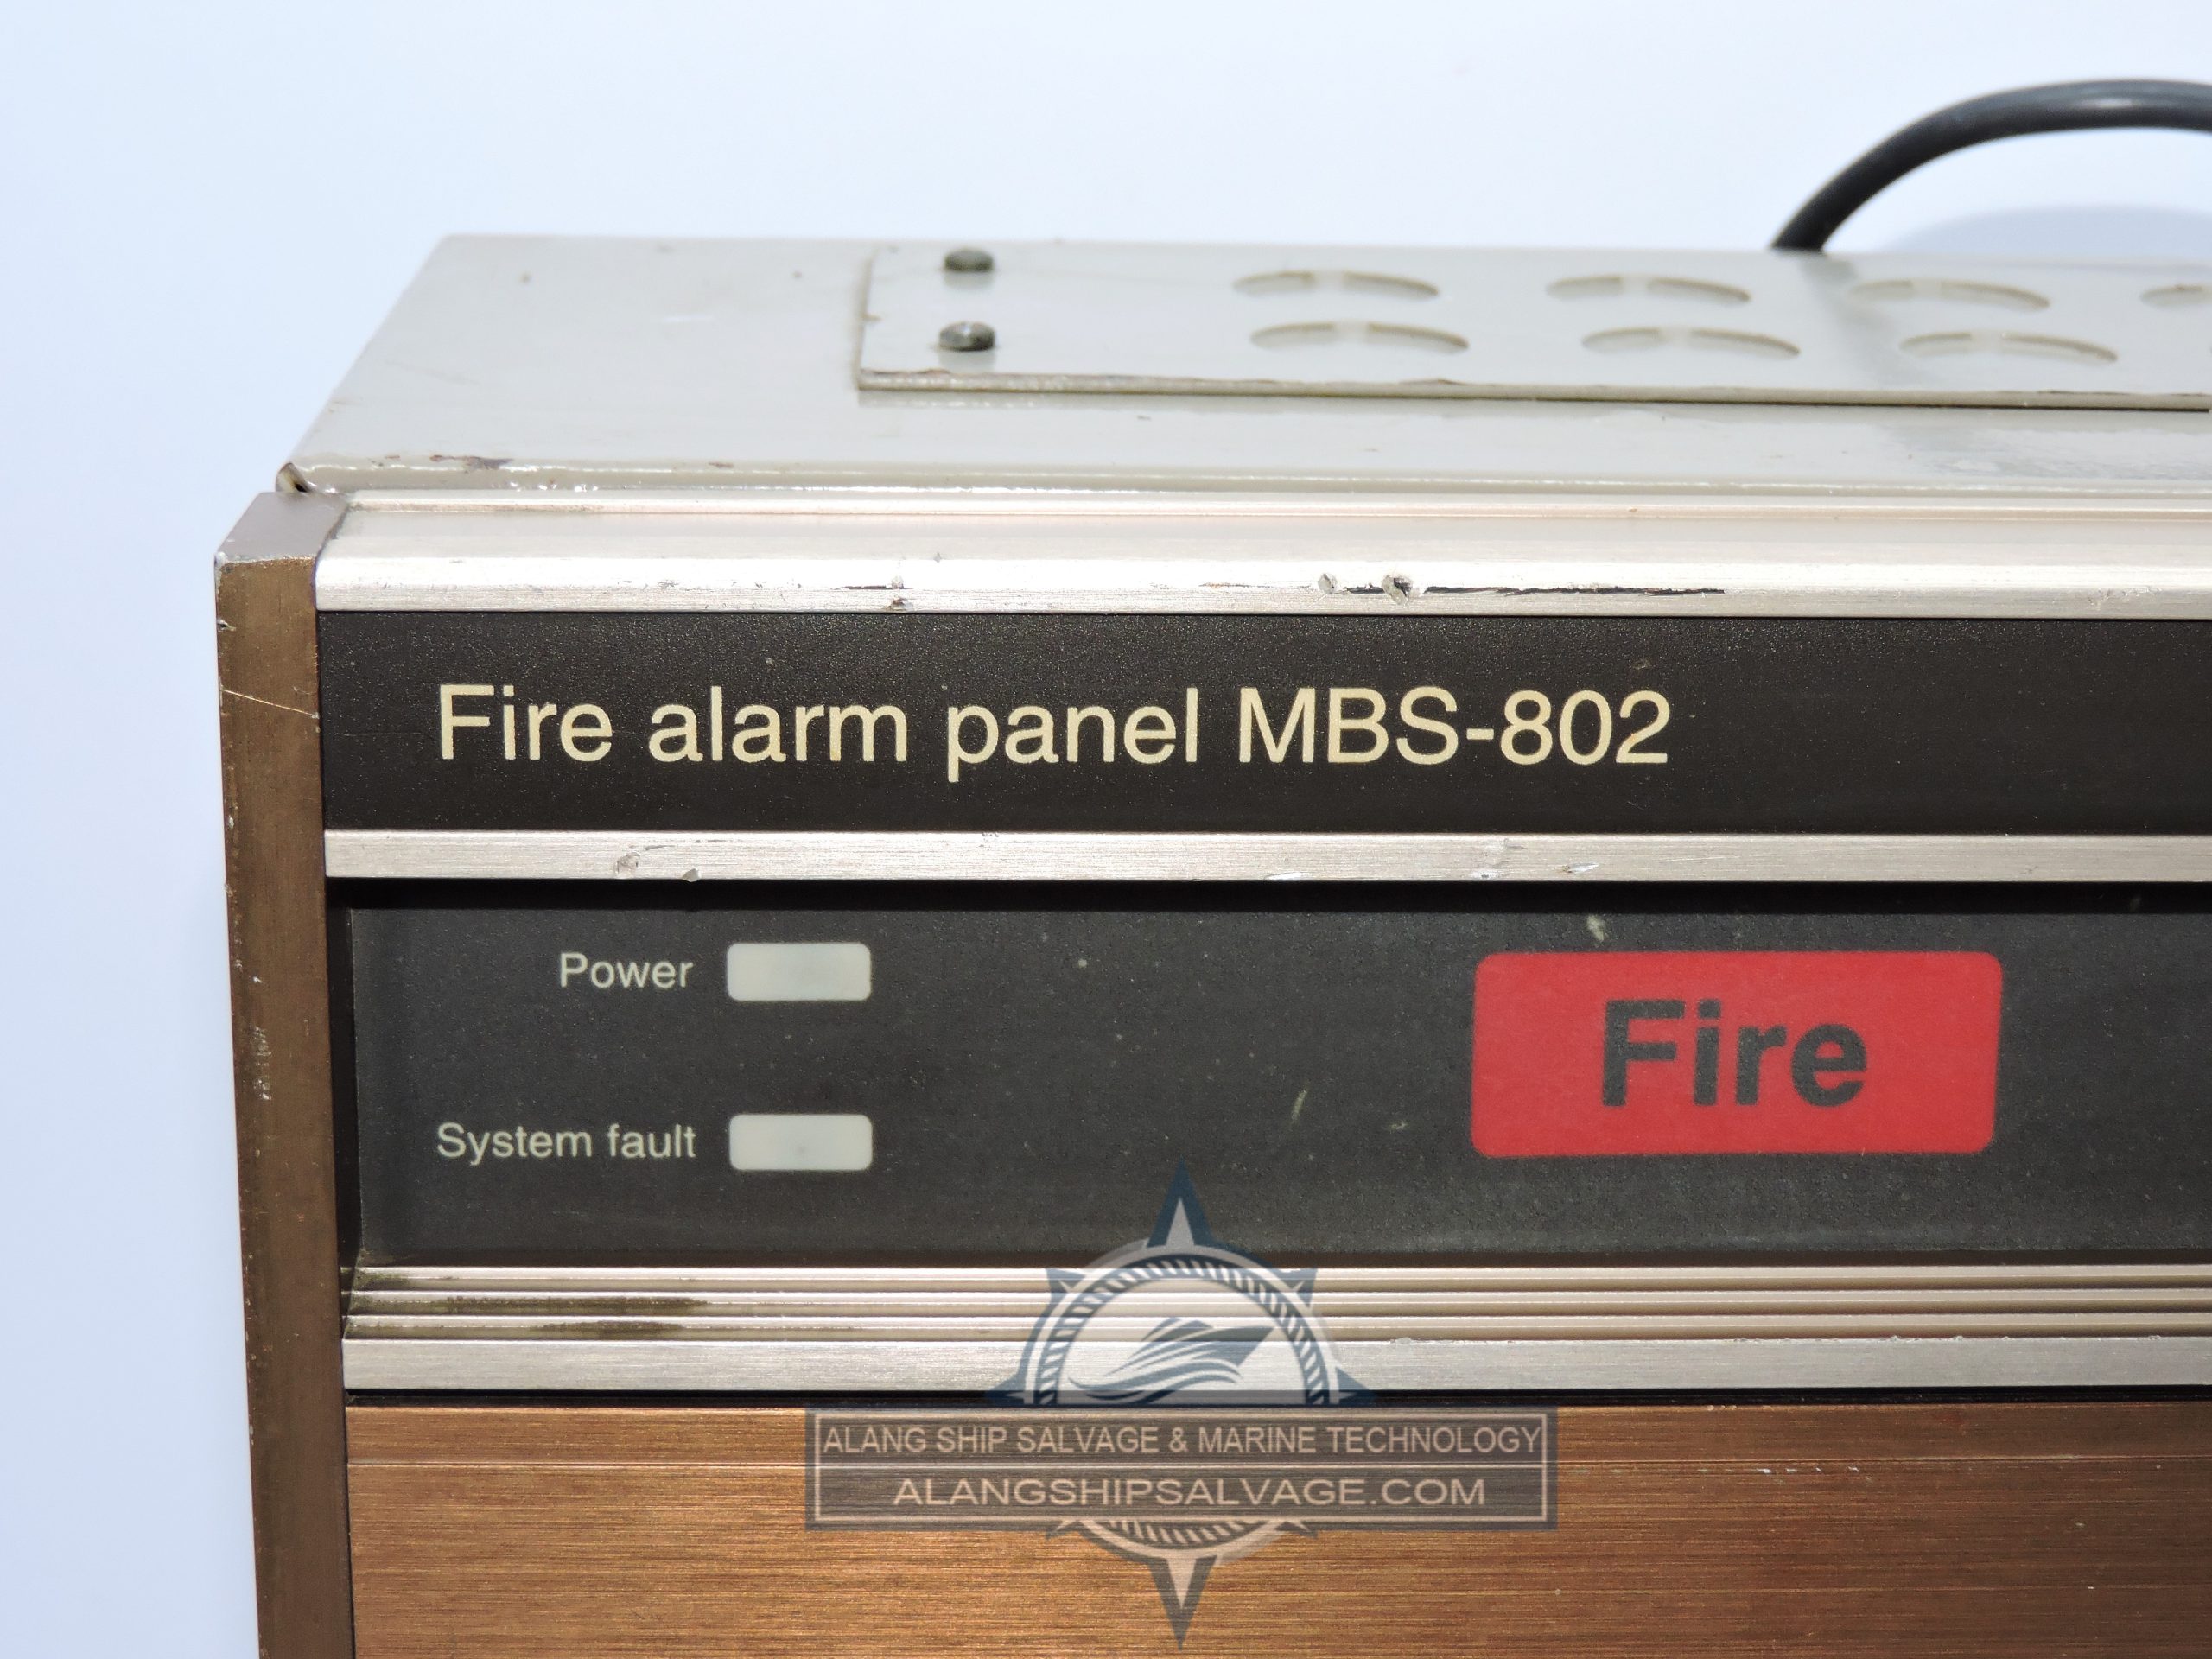 Fire alarm panel MBS-802
Power
Fire
System fault
ALANG SHIP SALVAGE & MARINE TECHNOLOGY
ALANGSHIPSALVAGE.COM